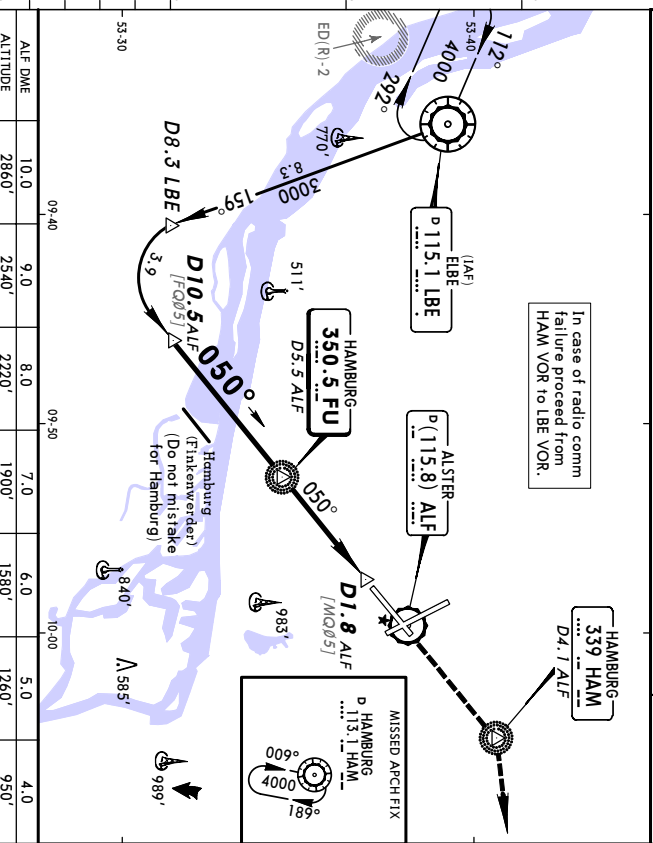 ALF DME 10.0 9.0 8.0 7.0 6.0 5.0 4.0
ALTITUDE 2860' 2540' 2220' 1900' 1580' 1260' 950'
53-30
53-40
09-40
09-50
10-00
ED(R)-2
112°
4000
292°
(IAF)
ELBE
D 115.1 LBE
In case of radio comm
failure proceed from
HAM VOR to LBE VOR.
770'
8.3
3000
159°
D8.3 LBE
3.9
511'
D10.5 ALF
[FQØ5]
050°
HAMBURG
350.5 FU
D5.5 ALF
050°
ALSTER
D (115.8) ALF
Hamburg
(Finkenwerder)
(Do not mistake
for Hamburg)
D1.8 ALF
[MQØ5]
983'
840'
585'
989'
HAMBURG
339 HAM
D4.1 ALF
MISSED APCH FIX
HAMBURG
D 113.1 HAM
009°
4000
189°